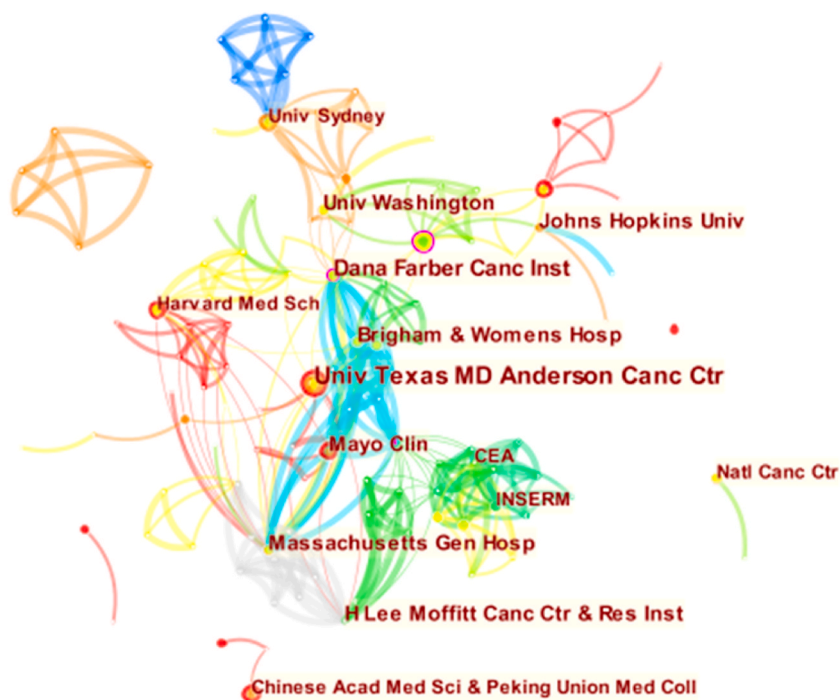 Univ Sydney
Univ Washington
Johns Hopkins Univ
Dana Farber Canc Inst
Harvard Med Sch
Brigham & Womens Hosp
Univ Texas MD Anderson Canc Ctr
Mayo Clin
CEA
Natl Canc Ctr
INSERM
Massachusetts Gen Hosp
H Lee Moffitt Canc Ctr & Res Inst
Chinese Acad Med Sci & Peking Union Med Coll